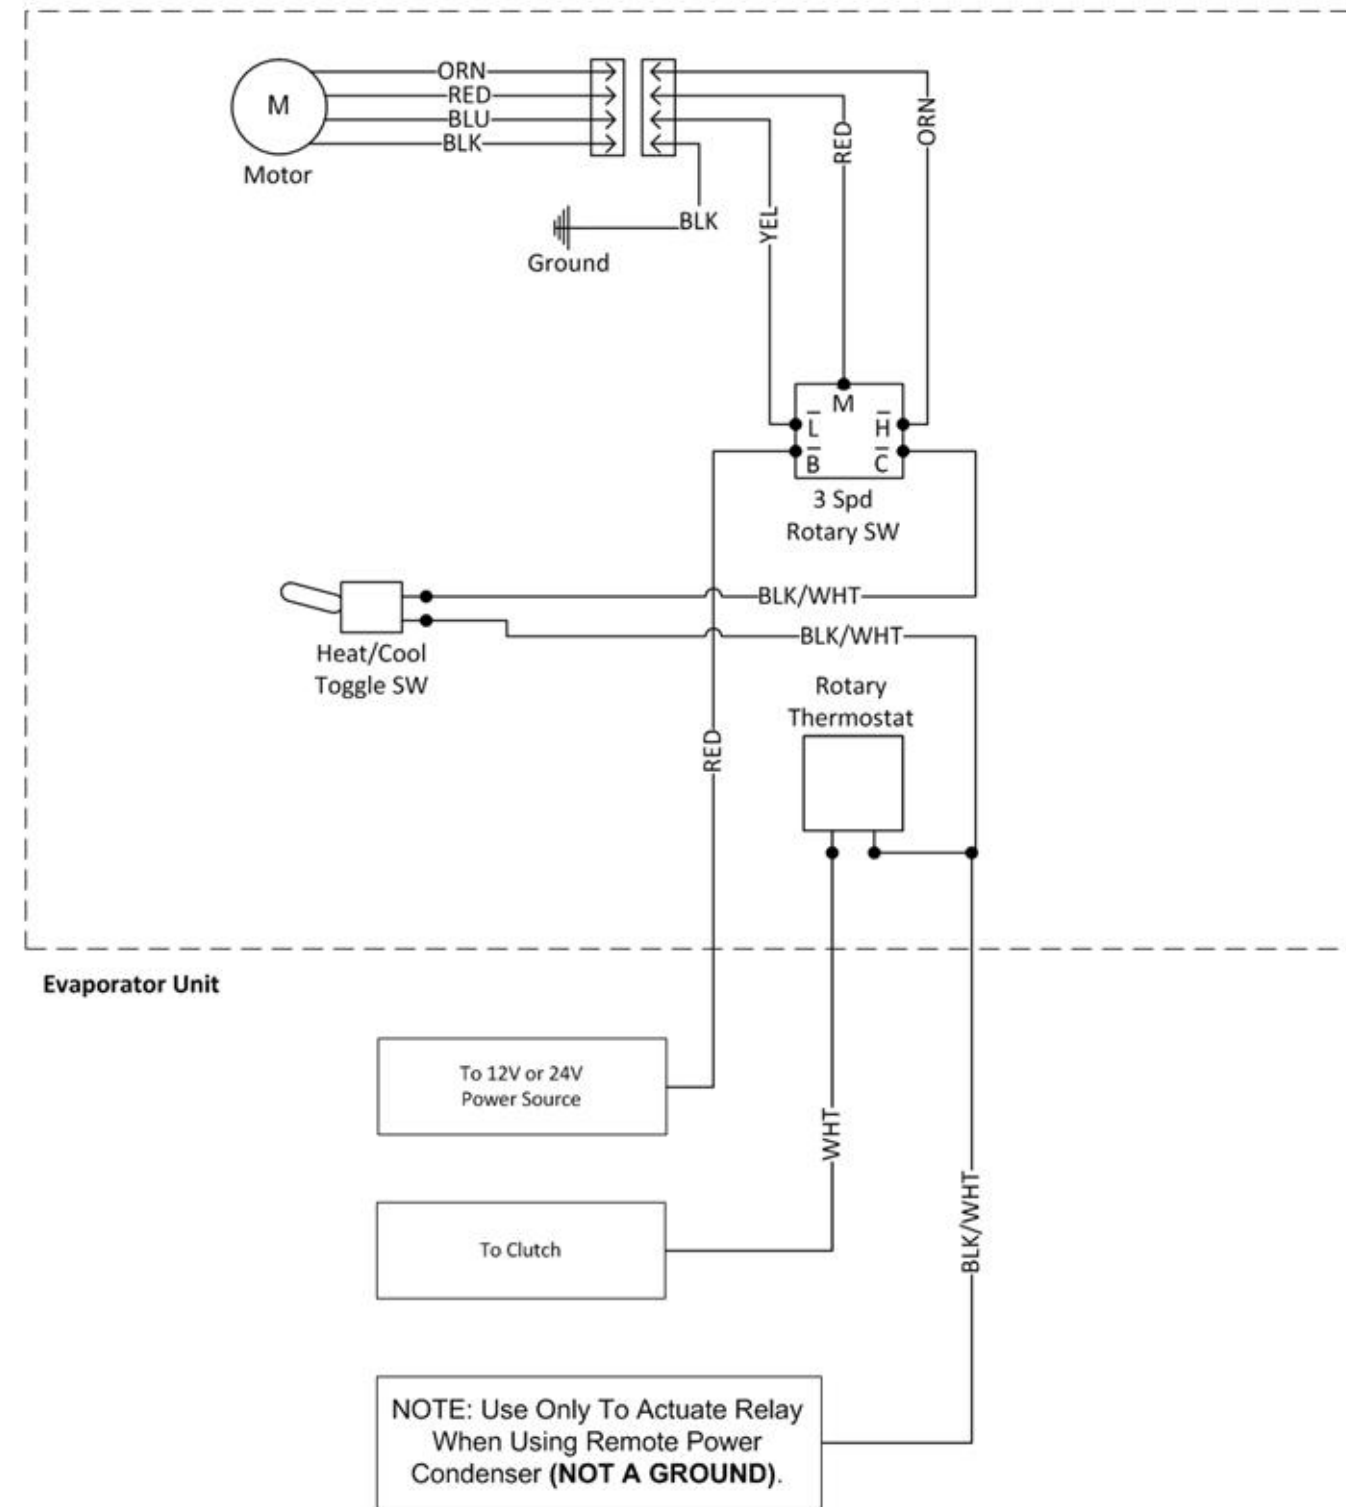 ORN
RED
BLU
BLK
M
Motor
BLK
Ground
YEL
RED
ORN
M
L
H
B
C
3 Spd
Rotary SW
BLK/WHT
BLK/WHT
Heat/Cool
Toggle SW
Rotary
Thermostat
RED
Evaporator Unit
To 12V or 24V
Power Source
WHT
To Clutch
BLK/WHT
NOTE: Use Only To Actuate Relay
When Using Remote Power
Condenser (NOT A GROUND).